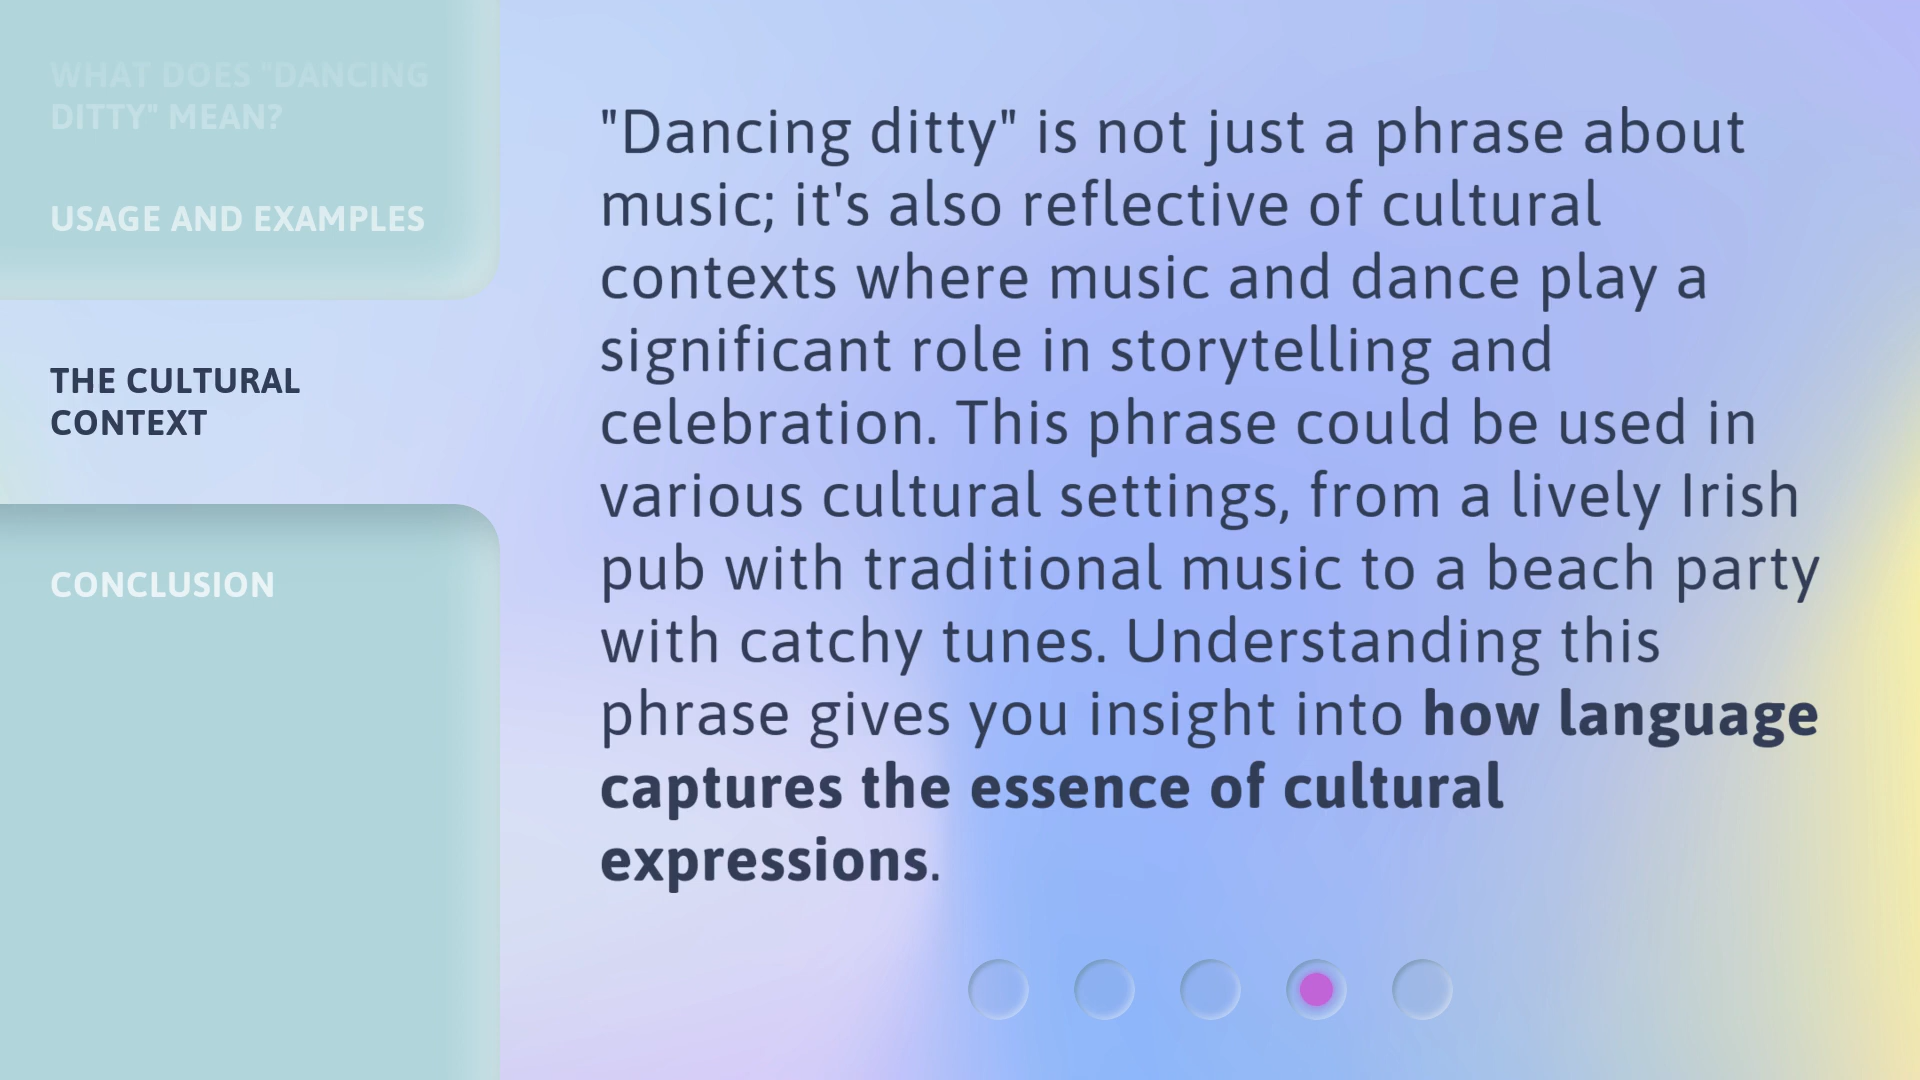 WHAT DOES "DANCING
DITTY" MEAN?
USAGE AND EXAMPLES
THE CULTURAL
CONTEXT
CONCLUSION
"Dancing ditty" is not just a phrase about
music; it's also reflective of cultural
contexts where music and dance play a
significant role in storytelling and
celebration. This phrase could be used in
various cultural settings, from a lively Irish
pub with traditional music to a beach party
with catchy tunes. Understanding this
phrase gives you insight into how language
captures the essence of cultural
expressions.